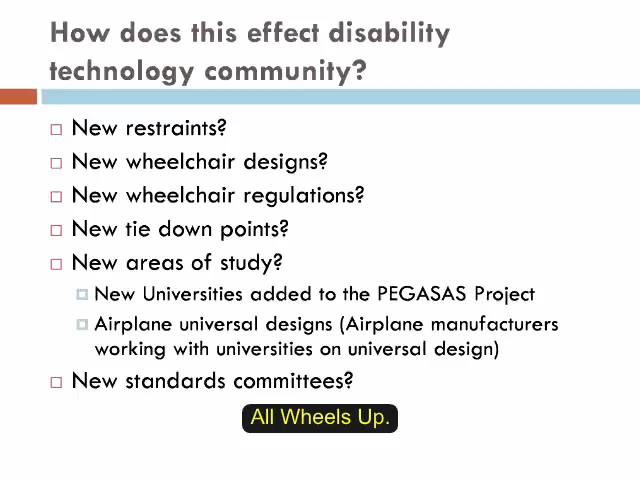 How does this effect disability
technology community?
New restraints?
New wheelchair designs?
New wheelchair regulations?
New tie down points?
New areas of study?
New Universities added to the PEGASAS Project
Airplane universal designs (Airplane manufacturers
working with universities on universal design)
New standards committees?
All Wheels Up.